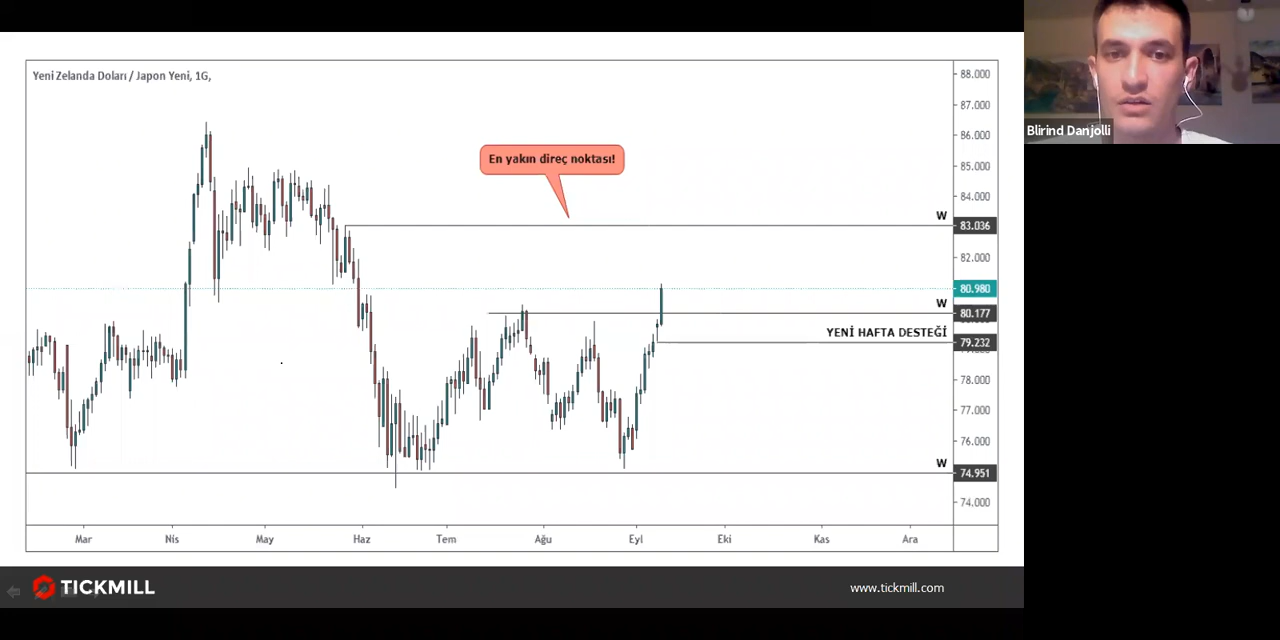 Yeni Zelanda Doları / Japon Yeni, 1G,
En yakın direç noktası!
88.000
87.000
86.000
85.000
84.000
W
83.036
82.000
80.980
W
80.177
YENİ HAFTA DESTEĞİ
79.232
78.000
77.000
76.000
W
74.951
74.000
Mar Nis May Haz Tem Ağu Eyl Eki Kas Ara
TICKMILL
www.tickmill.com
Blirind Danjolli